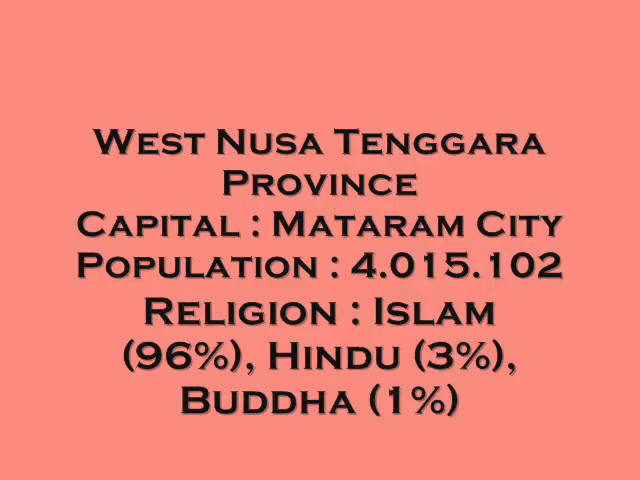 West Nusa Tenggara
Province
Capital : Mataram City
Population : 4.015.102
Religion : Islam
(96%), Hindu (3%),
Buddha (1%)